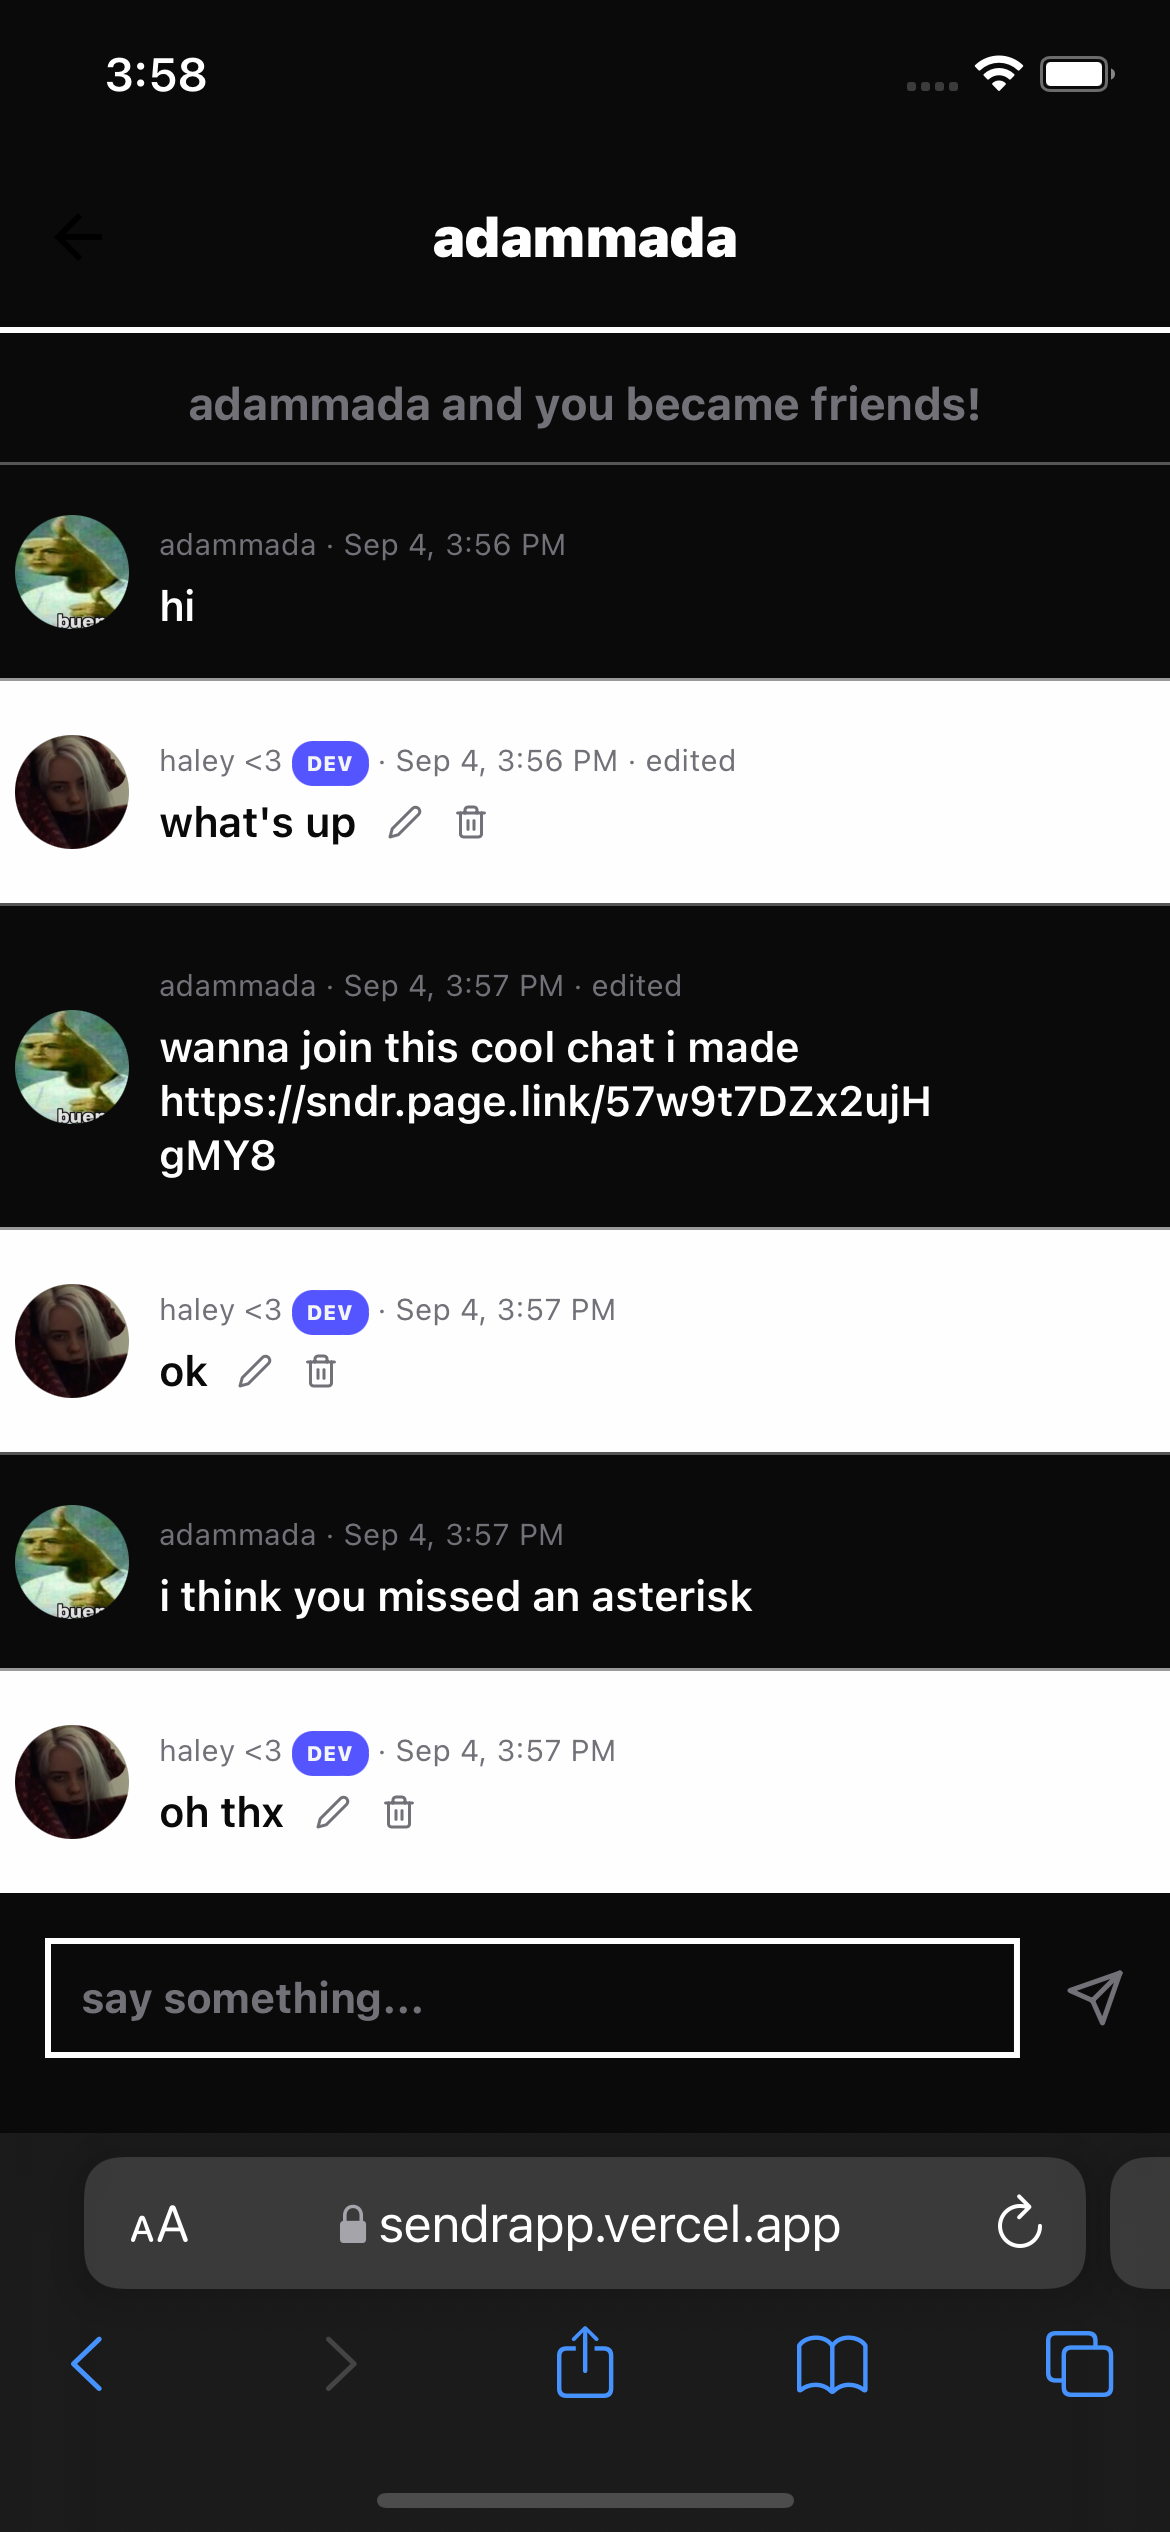 3:58
adammada
adammada and you became friends!
adammada · Sep 4, 3:56 PM
hi
buen
haley <3 DEV · Sep 4, 3:56 PM · edited
what's up
adammada · Sep 4, 3:57 PM · edited
wanna join this cool chat i made
https://sndr.page.link/57w9t7DZx2ujH
gMY8
buen
haley <3 DEV · Sep 4, 3:57 PM
ok
adammada · Sep 4, 3:57 PM
i think you missed an asterisk
buen
haley <3 DEV · Sep 4, 3:57 PM
oh thx
say something...
AA sendrapp.vercel.app